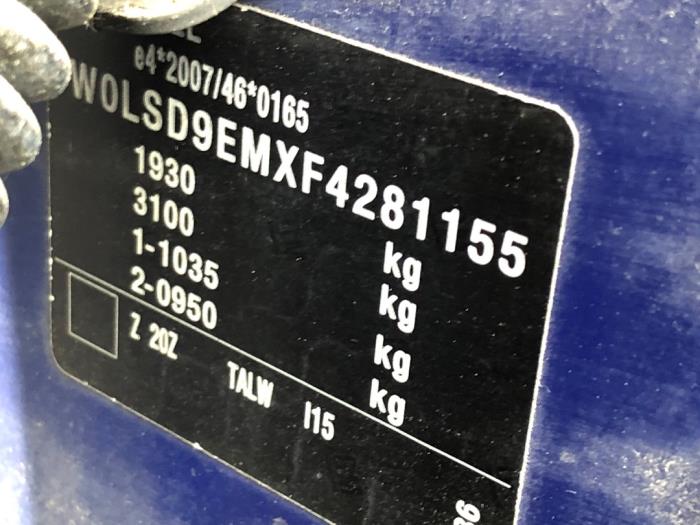 e4*2007/46*0165
W0LSD9EMXF4281155
1930 kg
3100 kg
1-1035 kg
2-0950 kg
Z 20Z TALW I15